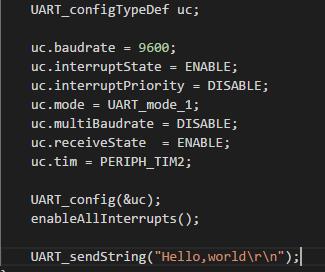 UART_configTypeDef uc;
uc.baudrate = 9600;
uc.interruptState = ENABLE;
uc.interruptPriority = DISABLE;
uc.mode = UART_mode_1;
uc.multiBaudrate = DISABLE;
uc.receiveState  = ENABLE;
uc.tim = PERIPH_TIM2;
UART_config(&uc);
enableAllInterrupts();
UART_sendString("Hello,world\r\n");